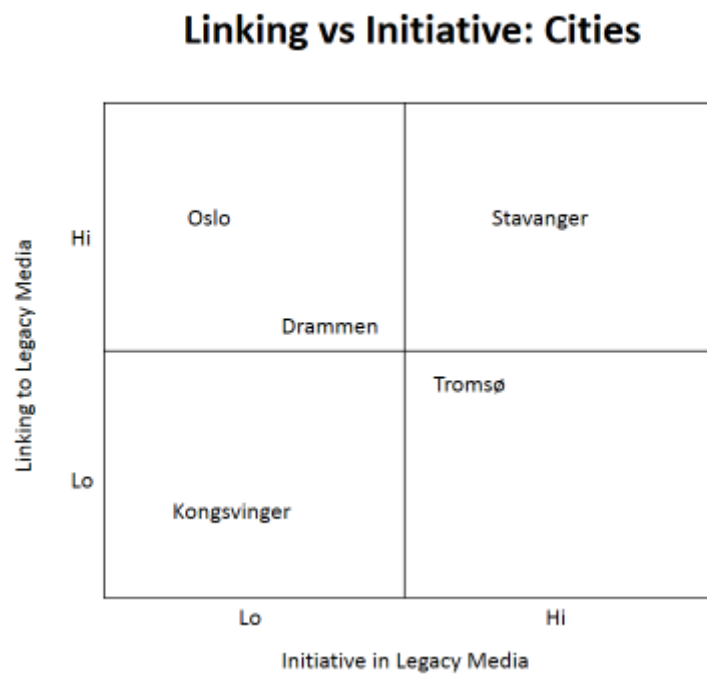 Linking vs Initiative: Cities
Oslo
Stavanger
Hi
Drammen
Linking to Legacy Media
Tromsø
Lo
Kongsvinger
Lo
Hi
Initiative in Legacy Media